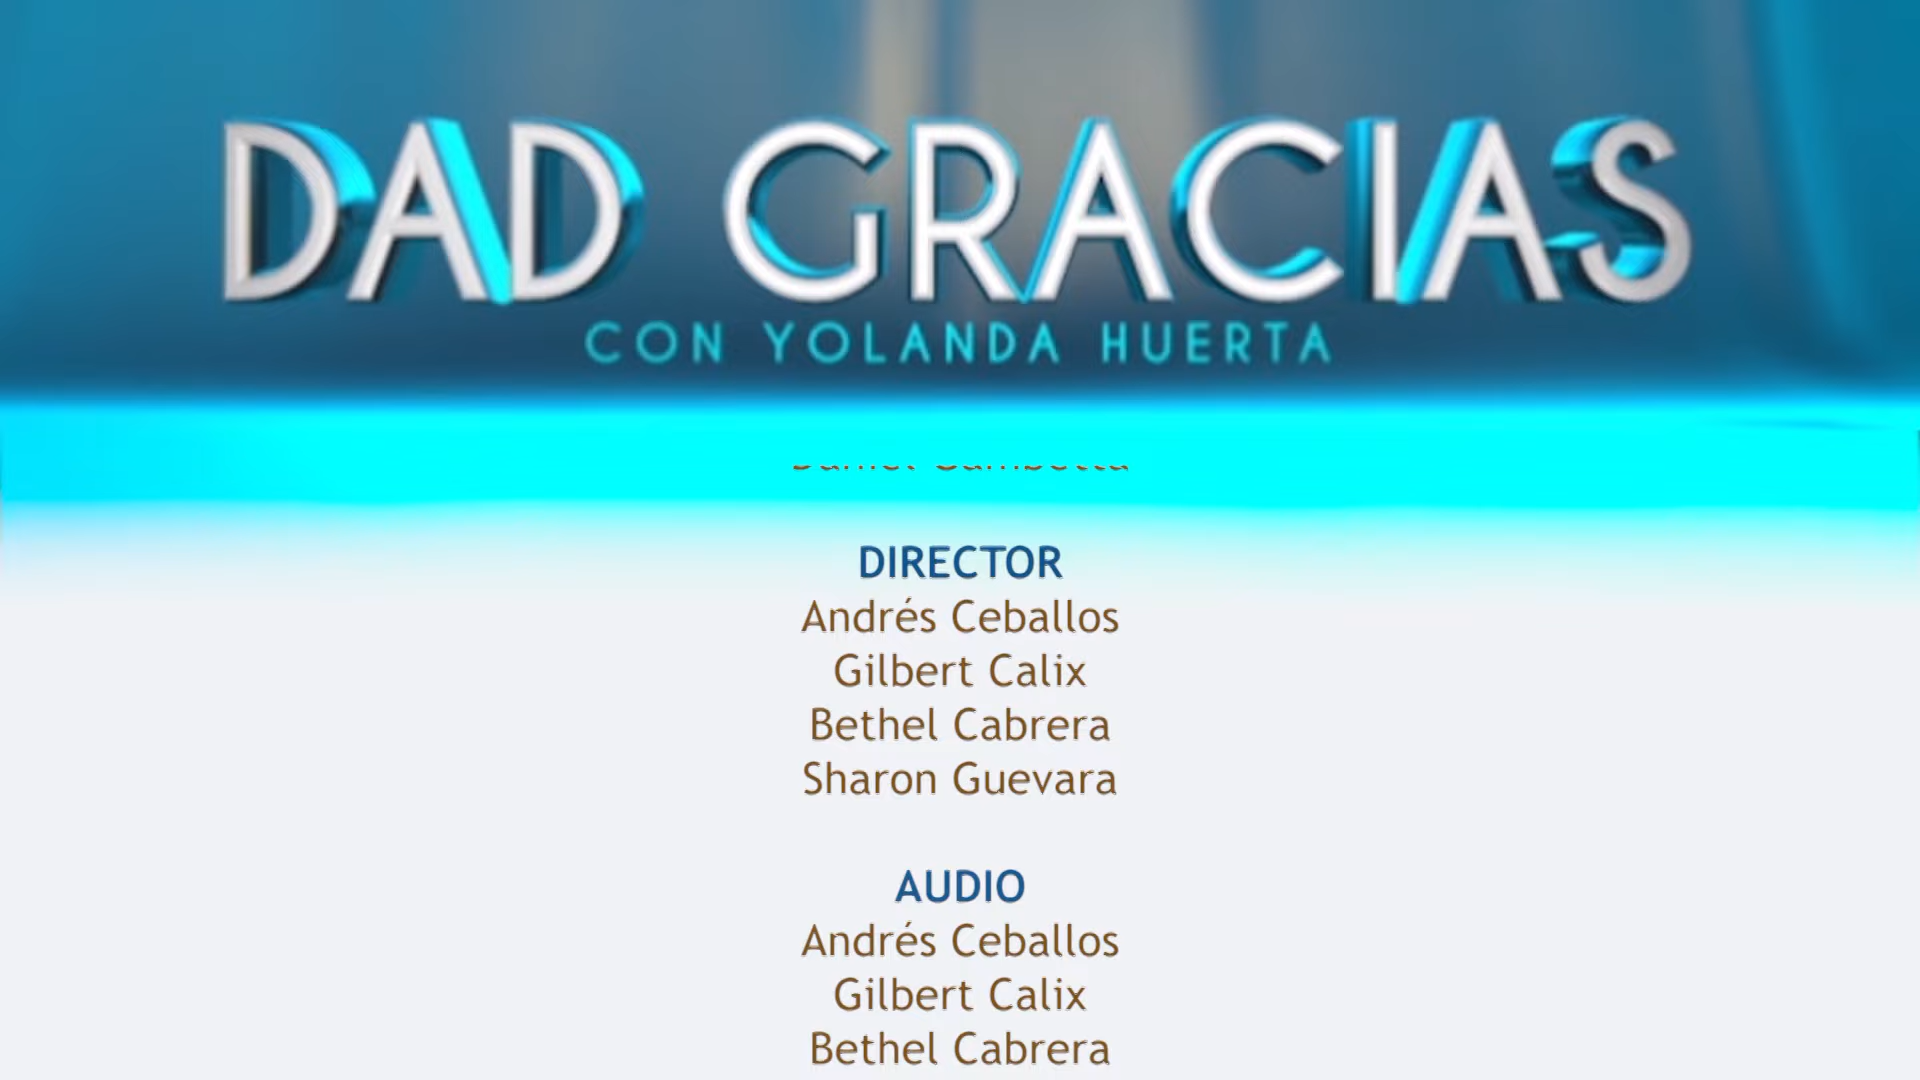 DAD GRACIAS
CON YOLANDA HUERTA
DIRECTOR
Andrés Ceballos
Gilbert Calix
Bethel Cabrera
Sharon Guevara
AUDIO
Andrés Ceballos
Gilbert Calix
Bethel Cabrera